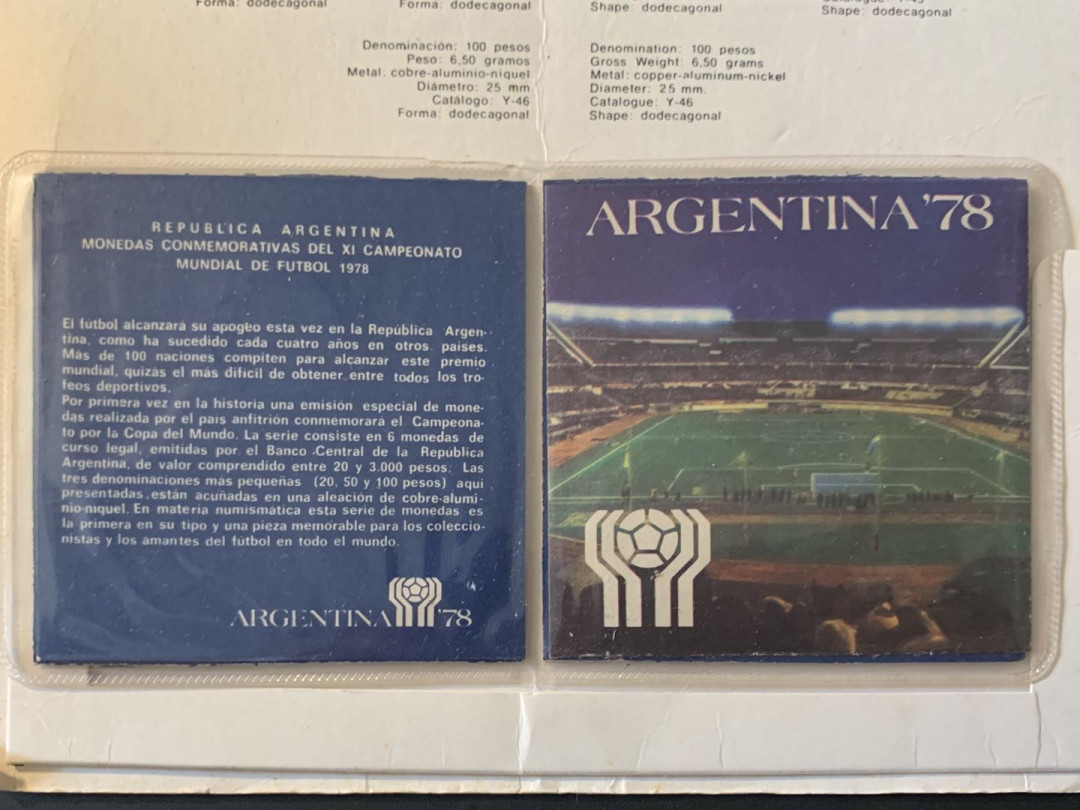 Forma: dodecagonal
Forma: dodecagonal
Shape: dodecagonal
Shape: dodecagonal
Denominación: 100 pesos
Peso: 6,50 gramos
Metal: cobre-aluminio-niquel
Diámetro: 25 mm
Catálogo: Y-46
Forma: dodecagonal
Denomination: 100 pesos
Gross Weight: 6,50 grams
Metal: copper-aluminum-nickel
Diameter: 25 mm.
Catalogue: Y-46
Shape: dodecagonal
REPUBLICA ARGENTINA
MONEDAS CONMEMORATIVAS DEL XI CAMPEONATO
MUNDIAL DE FUTBOL 1978
El fútbol alcanzará su apogeo esta vez en la República Argen-
tina, como ha sucedido cada cuatro años en otros países.
Más de 100 naciones compiten para alcanzar este premio
mundial, quizás el más difícil de obtener entre todos los tro-
feos deportivos.
Por primera vez en la historia una emisión especial de mone-
das realizada por el país anfitrión conmemorará el Campeona-
to por la Copa del Mundo. La serie consiste en 6 monedas de
curso legal, emitidas por el Banco Central de la Republica
Argentina, de valor comprendido entre 20 y 3.000 pesos: Las
tres denominaciones más pequeñas (20, 50 y 100 pesos) aquí
presentadas están acuñadas en una aleación de cobre-alumi-
nio-niquel. En materia numismática esta serie de monedas es
la primera en su tipo y una pieza memorable para los coleccio-
nistas y los amantes del fútbol en todo el mundo.
ARGENTINA '78
ARGENTINA '78